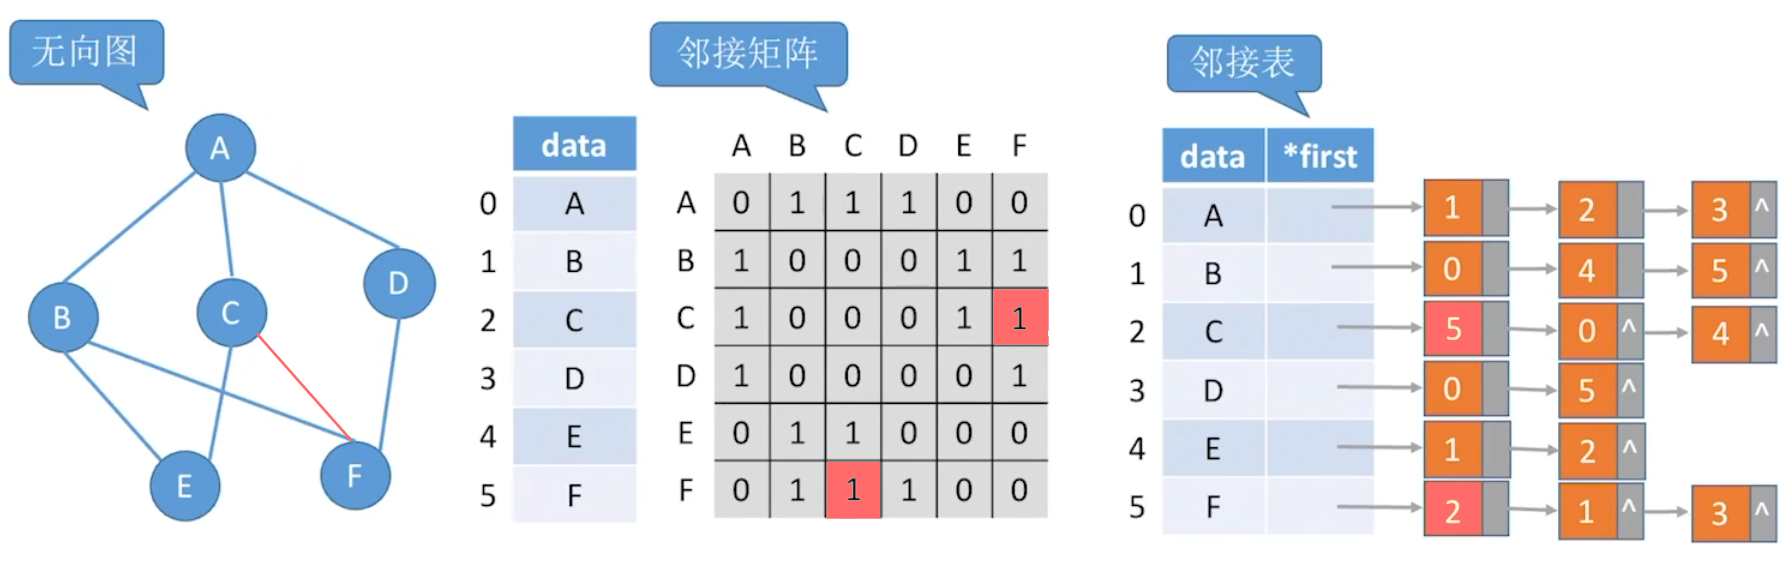 无向图
A
B
C
D
E
F
data
0 A
1 B
2 C
3 D
4 E
5 F
邻接矩阵
A B C D E F
A 0 1 1 1 0 0
B 1 0 0 0 1 1
C 1 0 0 0 1 1
D 1 0 0 0 0 1
E 0 1 1 0 0 0
F 0 1 1 1 0 0
邻接表
data *first
0 A 1 2 3 ^
1 B 0 4 5 ^
2 C 5 0 ^ 4 ^
3 D 0 5 ^
4 E 1 2 ^
5 F 2 1 ^ 3 ^